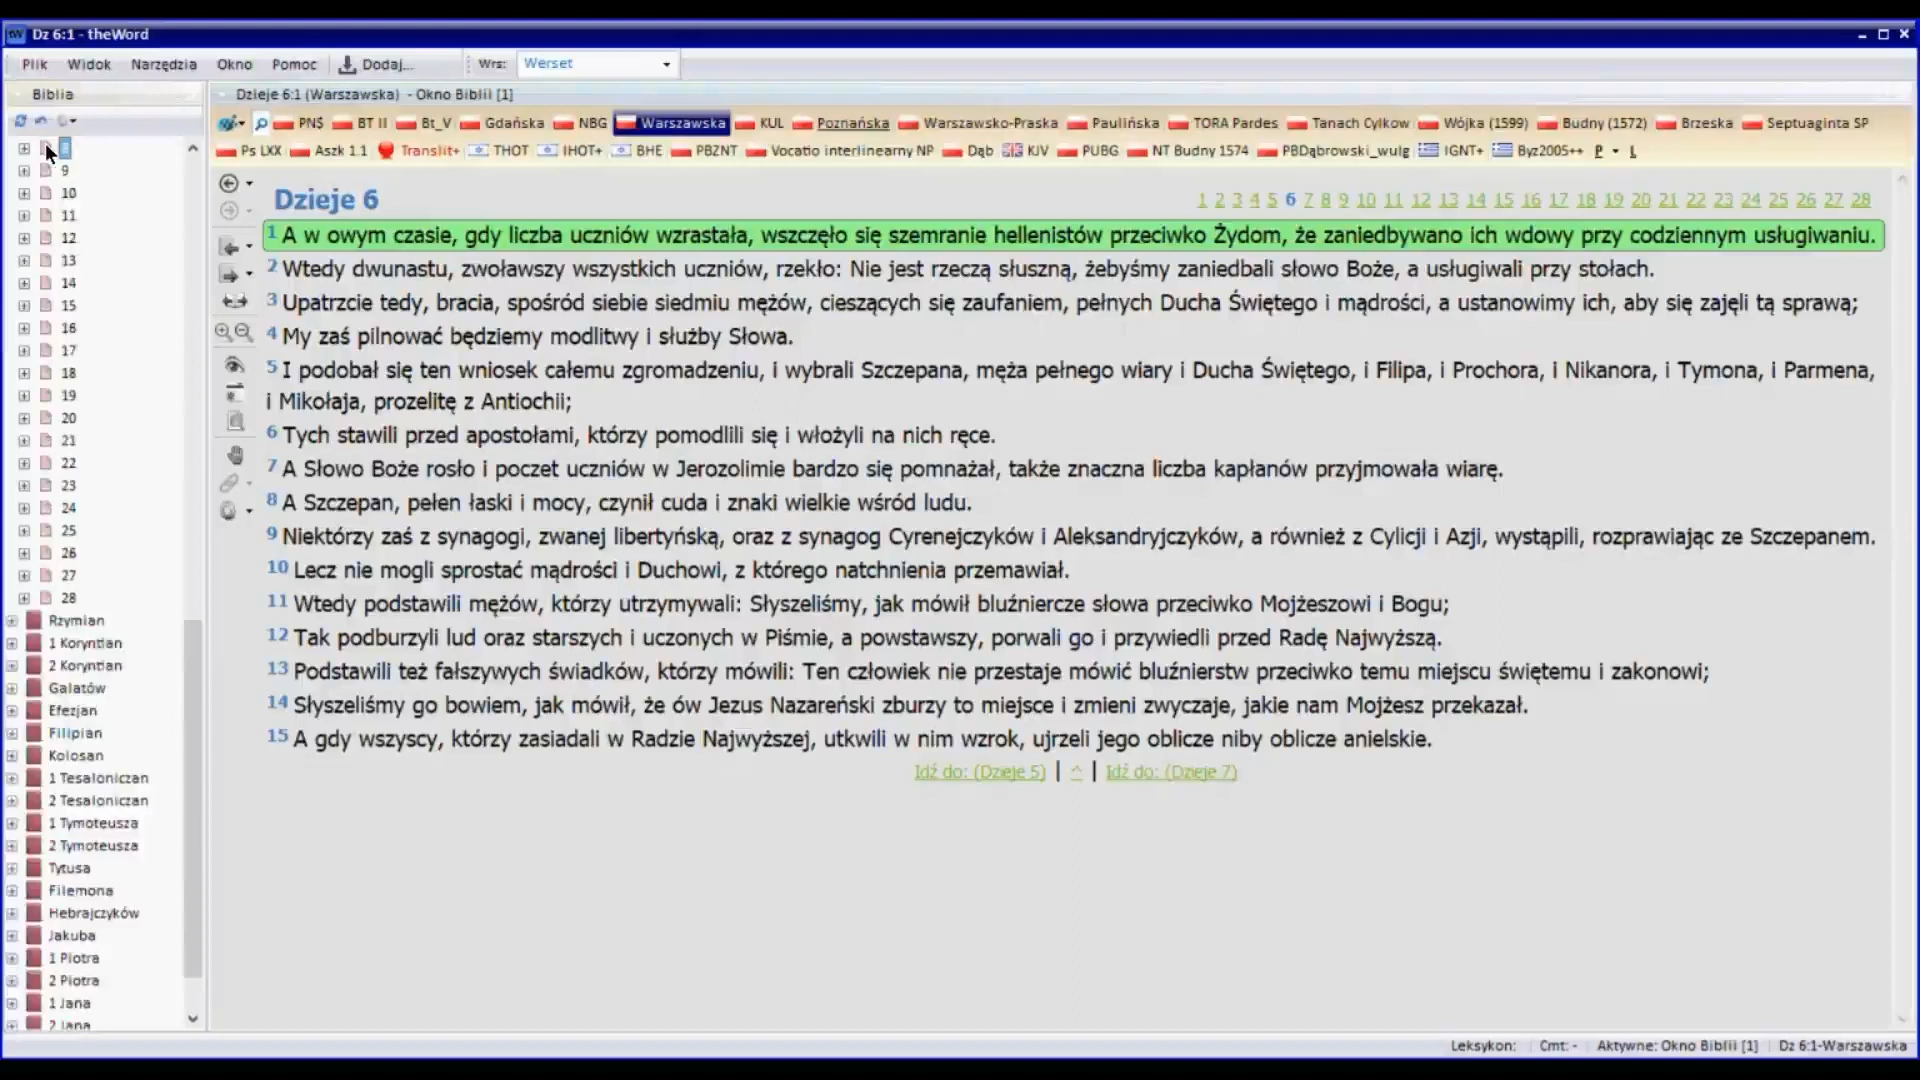 Dz 6:1 - theWord
Plik Widok Narzędzia Okno Pomoc Dodaj... Wrs: Werset
Biblia
Dzieje 6:1 (Warszawska) - Okno Biblii [1]
PNŚ BT II Bt_V Gdańska NBG Warszawska KUL Poznańska Warszawsko-Praska Paulińska TORA Pardes Tanach Cylkow Wójka (1599) Budny (1572) Brzeska Septuaginta SP
Ps LXX Aszk 1.1 Translit+ THOT IHOT+ BHE PBZNT Vocatio interlinearny NP Dąb KJV PUBG NT Budny 1574 PBDąbrowski_wulg IGNT+ Byz2005++ P L
8
9
10
11
12
13
14
15
16
17
18
19
20
21
22
23
24
25
26
27
28
Rzymian
1 Koryntian
2 Koryntian
Galatów
Efezjan
Filipian
Kolosan
1 Tesaloniczan
2 Tesaloniczan
1 Tymoteusza
2 Tymoteusza
Tytusa
Filemona
Hebrajczyków
Jakuba
1 Piotra
2 Piotra
1 Jana
2 Jana
Dzieje 6
1 2 3 4 5 6 7 8 9 10 11 12 13 14 15 16 17 18 19 20 21 22 23 24 25 26 27 28
1 A w owym czasie, gdy liczba uczniów wzrastała, wszczęło się szemranie hellenistów przeciwko Żydom, że zaniedbywano ich wdowy przy codziennym usługiwaniu.
2 Wtedy dwunastu, zwoławszy wszystkich uczniów, rzekło: Nie jest rzeczą słuszną, żebyśmy zaniedbali słowo Boże, a usługiwali przy stołach.
3 Upatrzcie tedy, bracia, spośród siebie siedmiu mężów, cieszących się zaufaniem, pełnych Ducha Świętego i mądrości, a ustanowimy ich, aby się zajęli tą sprawą;
4 My zaś pilnować będziemy modlitwy i służby Słowa.
5 I podobał się ten wniosek całemu zgromadzeniu, i wybrali Szczepana, męża pełnego wiary i Ducha Świętego, i Filipa, i Prochora, i Nikanora, i Tymona, i Parmena,
i Mikołaja, prozelitę z Antiochii;
6 Tych stawili przed apostołami, którzy pomodlili się i włożyli na nich ręce.
7 A Słowo Boże rosło i poczet uczniów w Jerozolimie bardzo się pomnażał, także znaczna liczba kapłanów przyjmowała wiarę.
8 A Szczepan, pełen łaski i mocy, czynił cuda i znaki wielkie wśród ludu.
9 Niektórzy zaś z synagogi, zwanej libertyńską, oraz z synagog Cyrenejczyków i Aleksandryjczyków, a również z Cylicji i Azji, wystąpili, rozprawiając ze Szczepanem.
10 Lecz nie mogli sprostać mądrości i Duchowi, z którego natchnienia przemawiał.
11 Wtedy podstawili mężów, którzy utrzymywali: Słyszeliśmy, jak mówił bluźniercze słowa przeciwko Mojżeszowi i Bogu;
12 Tak podburzyli lud oraz starszych i uczonych w Piśmie, a powstawszy, porwali go i przywiedli przed Radę Najwyższą.
13 Podstawili też fałszywych świadków, którzy mówili: Ten człowiek nie przestaje mówić bluźnierstw przeciwko temu miejscu świętemu i zakonowi;
14 Słyszeliśmy go bowiem, jak mówił, że ów Jezus Nazareński zburzy to miejsce i zmieni zwyczaje, jakie nam Mojżesz przekazał.
15 A gdy wszyscy, którzy zasiadali w Radzie Najwyższej, utkwili w nim wzrok, ujrzeli jego oblicze niby oblicze anielskie.
Idź do: (Dzieje 5) | ^ | Idź do: (Dzieje 7)
Leksykon: Cmt: - Aktywne: Okno Biblii [1] Dz 6:1-Warszawska